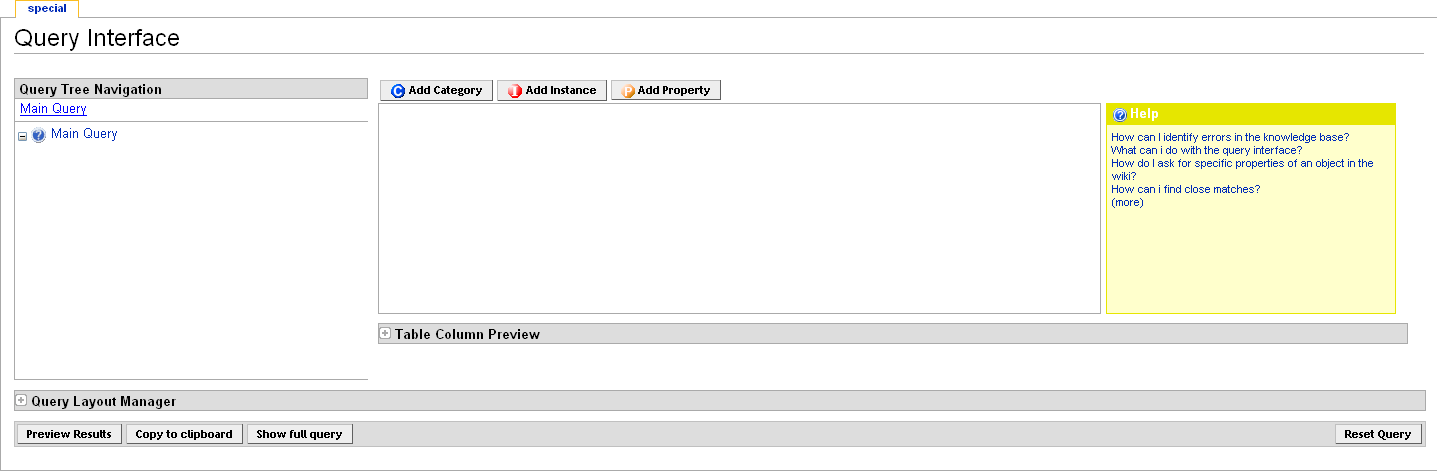 special
Query Interface
Query Tree Navigation
Main Query
Main Query
Add Category Add Instance Add Property
Help
How can I identify errors in the knowledge base?
What can i do with the query interface?
How do I ask for specific properties of an object in the
wiki?
How can i find close matches?
(more)
Table Column Preview
Query Layout Manager
Preview Results Copy to clipboard Show full query Reset Query